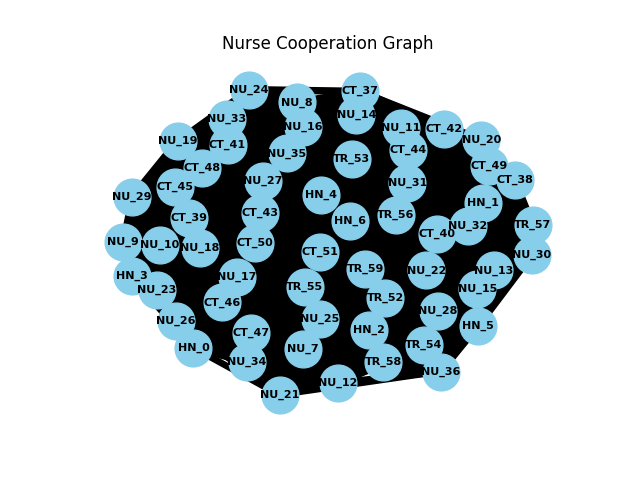 Nurse Cooperation Graph
NU_24
CT_37
NU_8
NU_14
NU_33
NU_16
NU_11
CT_42
NU_19
CT_41
NU_20
CT_44
NU_35
TR_53
CT_48
CT_49
NU_27
NU_31
CT_38
CT_45
HN_4
NU_29
HN_1
CT_39
CT_43
HN_6
TR_56
NU_32
TR_57
CT_40
NU_9
NU_10
NU_18
CT_50
CT_51
NU_30
HN_3
NU_17
TR_59
NU_22
NU_13
NU_23
TR_55
NU_15
CT_46
TR_52
NU_28
NU_26
NU_25
HN_5
CT_47
HN_2
HN_0
NU_7
TR_54
NU_34
TR_58
NU_36
NU_12
NU_21